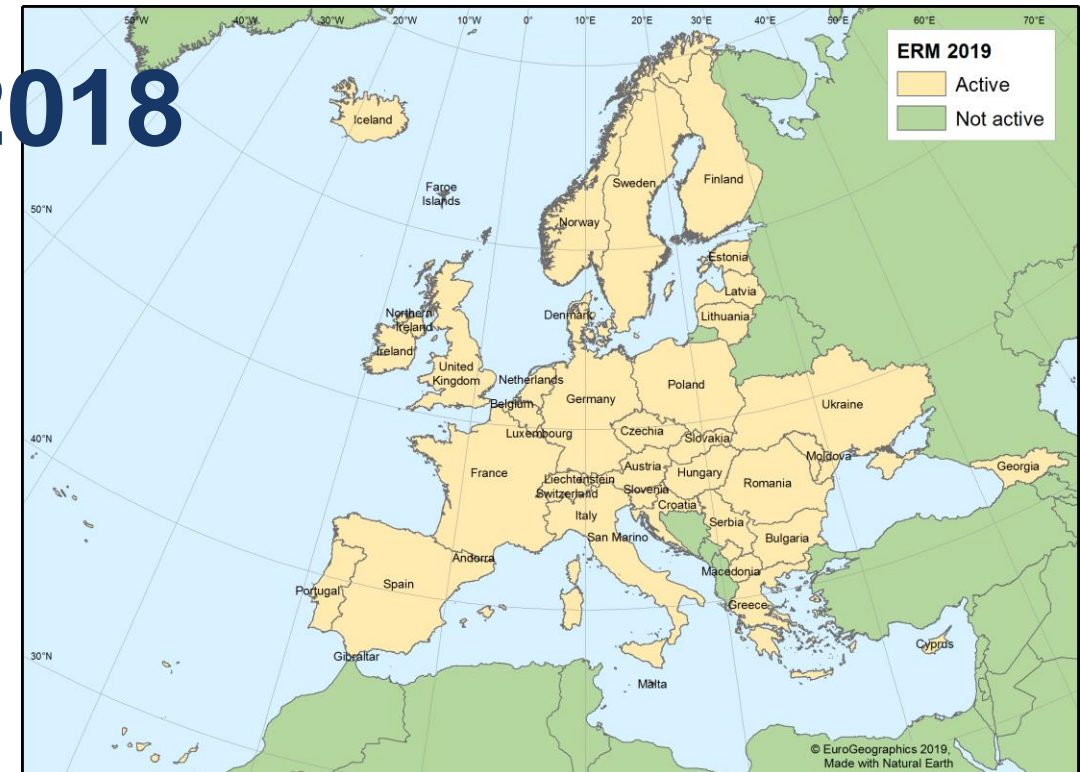 2018
50°W
40°W
30°W
20°W
10°W
0°
10°E
20°E
30°E
40°E
50°E
60°E
70°E
ERM 2019
Active
Not active
Iceland
Faroe
Islands
50°N
Sweden
Finland
Norway
Estonia
Latvia
Lithuania
Denmark
Northern
Ireland
Ireland
United
Kingdom
Netherlands
Belgium
Germany
Poland
Ukraine
Luxembourg
Czechia
Slovakia
40°N
France
Austria
Hungary
Moldova
Romania
Georgia
Liechtenstein
Switzerland
Slovenia
Croatia
Italy
Serbia
San Marino
Bulgaria
Andorra
Macedonia
Portugal
Spain
Greece
Gibraltar
Cyprus
30°N
Malta
© EuroGeographics 2019,
Made with Natural Earth